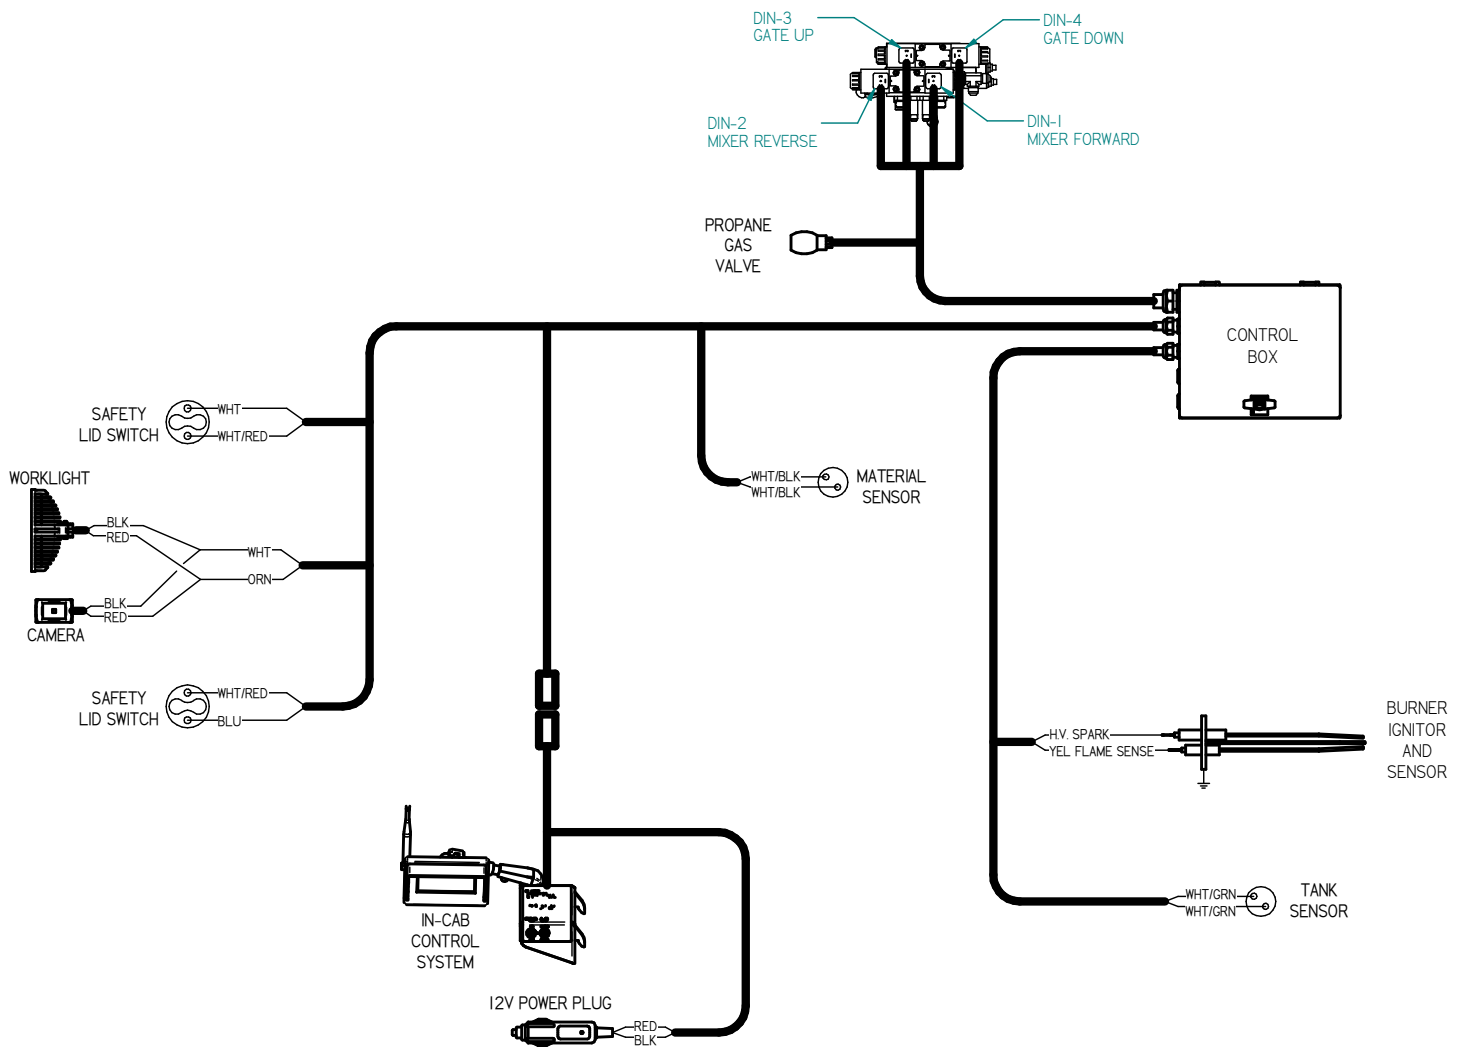 DIN-3
GATE UP
DIN-4
GATE DOWN
DIN-2
MIXER REVERSE
DIN-1
MIXER FORWARD
PROPANE
GAS
VALVE
CONTROL
BOX
SAFETY
LID SWITCH
WHT
WHT/RED
WORKLIGHT
BLK
RED
WHT
ORN
BLK
RED
CAMERA
WHT/BLK
WHT/BLK
MATERIAL
SENSOR
SAFETY
LID SWITCH
WHT/RED
BLU
H.V. SPARK
YEL FLAME SENSE
BURNER
IGNITOR
AND
SENSOR
IN-CAB
CONTROL
SYSTEM
WHT/GRN
WHT/GRN
TANK
SENSOR
12V POWER PLUG
RED
BLK